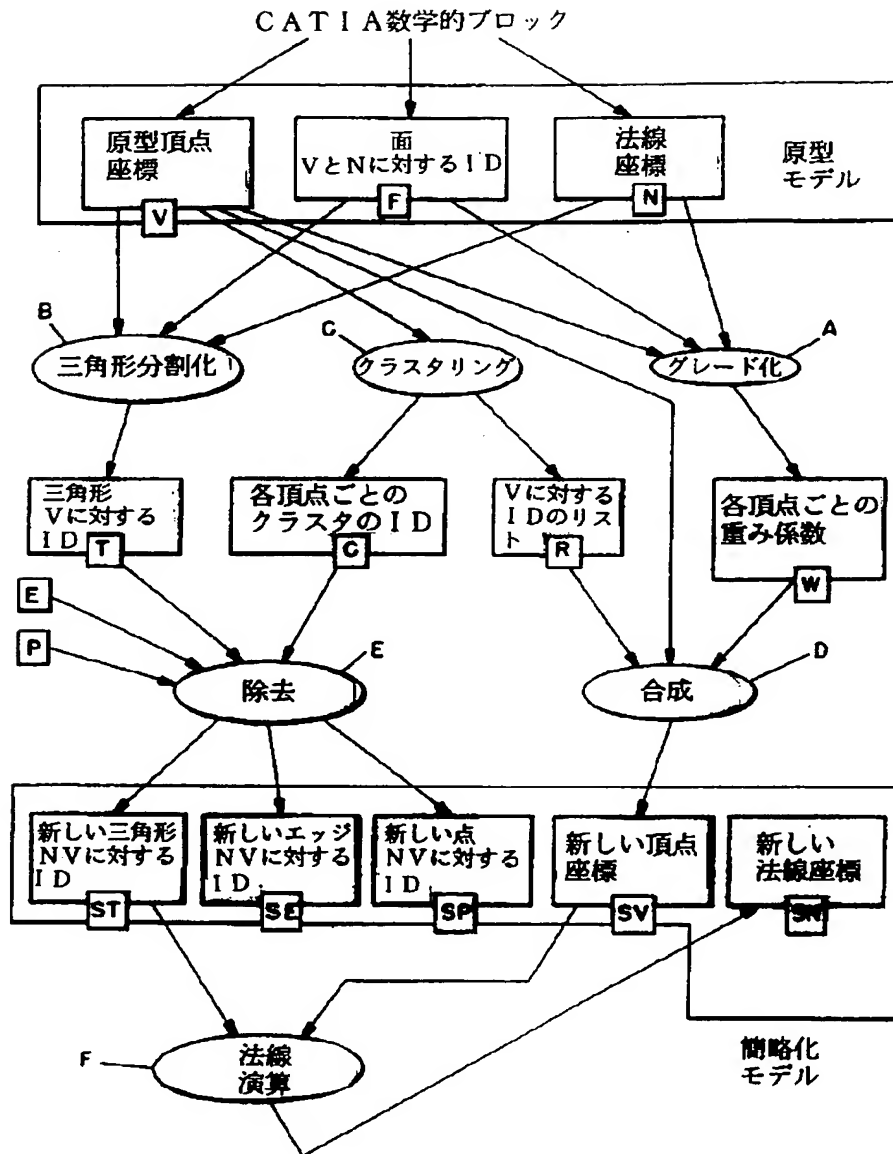 CATIA数学的ブロック
原型頂点
座標
V
面
VとNに対するID
F
法線
座標
N
原型
モデル
B
三角形分割化
C
クラスタリング
A
グレード化
三角形
Vに対する
ID
T
各頂点ごとの
クラスタのID
C
Vに対する
IDのリス
ト
R
各頂点ごとの
重み係数
W
E
P
E
除去
D
合成
新しい三角形
NVに対する
ID
ST
新しいエッジ
NVに対する
ID
SE
新しい点
NVに対する
ID
SP
新しい頂点
座標
SV
新しい
法線座標
SN
F
法線
演算
簡略化
モデル